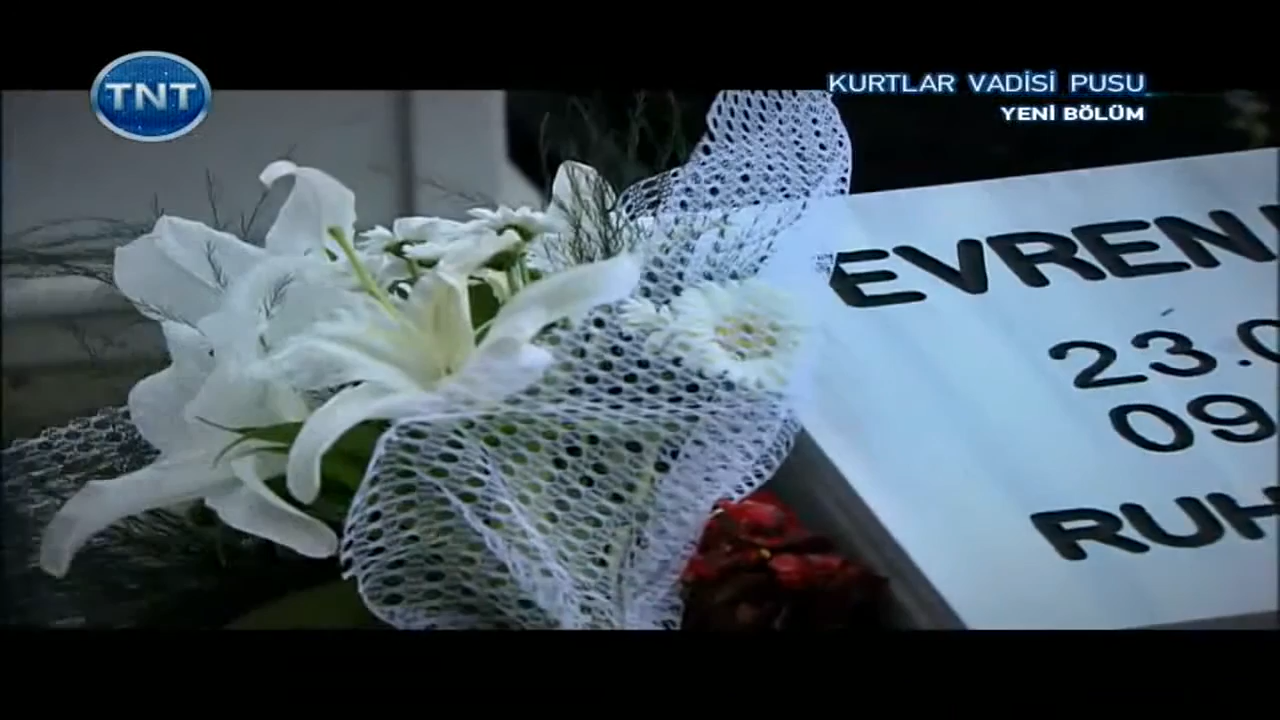 TNT
KURTLAR VADİSİ PUSU
YENİ BÖLÜM
EVREN
23.0
09
RUH